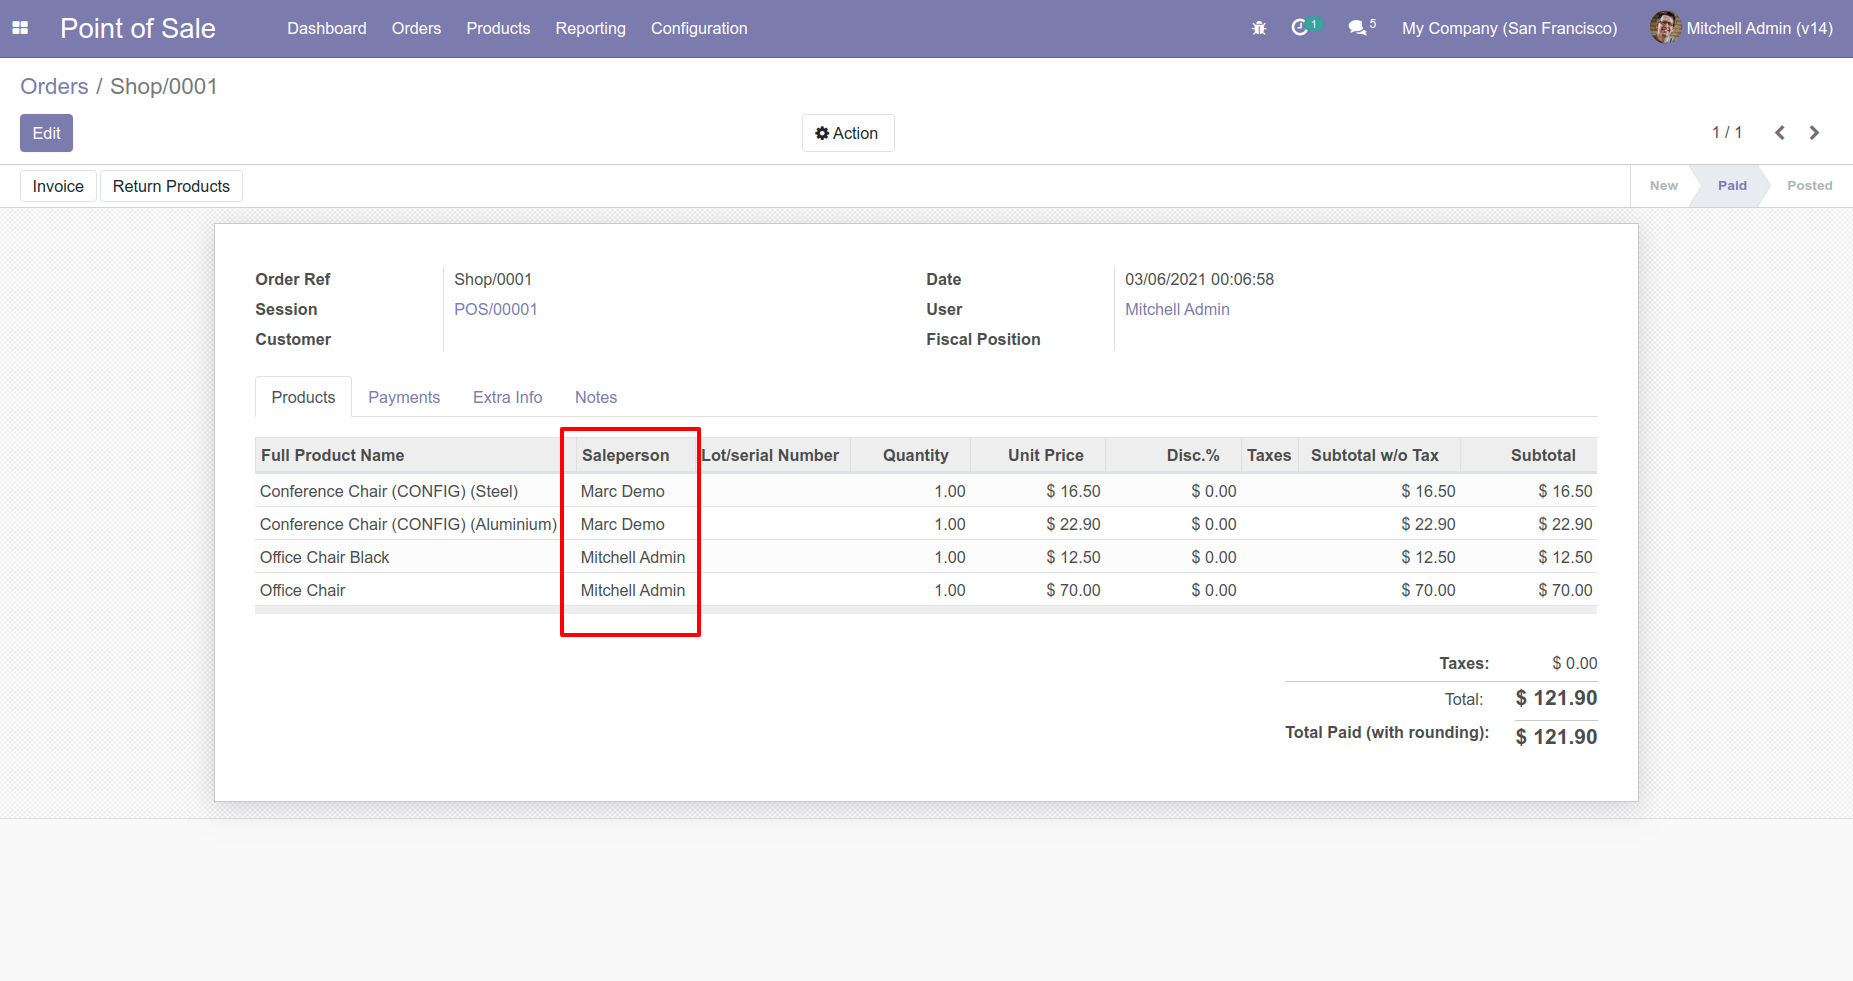 Point of Sale Dashboard Orders Products Reporting Configuration 1 5 My Company (San Francisco) Mitchell Admin (v14)
Orders / Shop/0001
Edit Action 1 / 1
Invoice Return Products New Paid Posted
Order Ref Shop/0001 Date 03/06/2021 00:06:58
Session POS/00001 User Mitchell Admin
Customer Fiscal Position
Products Payments Extra Info Notes
Full Product Name Saleperson Lot/serial Number Quantity Unit Price Disc.% Taxes Subtotal w/o Tax Subtotal
Conference Chair (CONFIG) (Steel) Marc Demo 1.00 $ 16.50 $ 0.00 $ 16.50 $ 16.50
Conference Chair (CONFIG) (Aluminium) Marc Demo 1.00 $ 22.90 $ 0.00 $ 22.90 $ 22.90
Office Chair Black Mitchell Admin 1.00 $ 12.50 $ 0.00 $ 12.50 $ 12.50
Office Chair Mitchell Admin 1.00 $ 70.00 $ 0.00 $ 70.00 $ 70.00
Taxes: $ 0.00
Total: $ 121.90
Total Paid (with rounding): $ 121.90